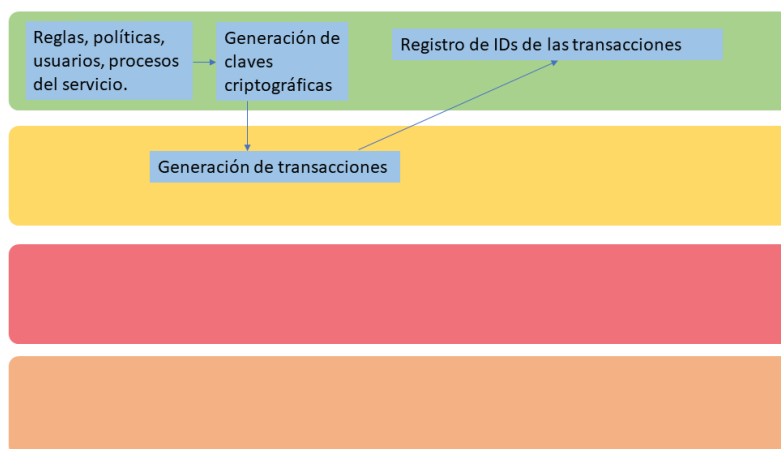 Reglas, políticas,
usuarios, procesos
del servicio.
Generación de
claves
criptográficas
Registro de IDs de las transacciones
Generación de transacciones